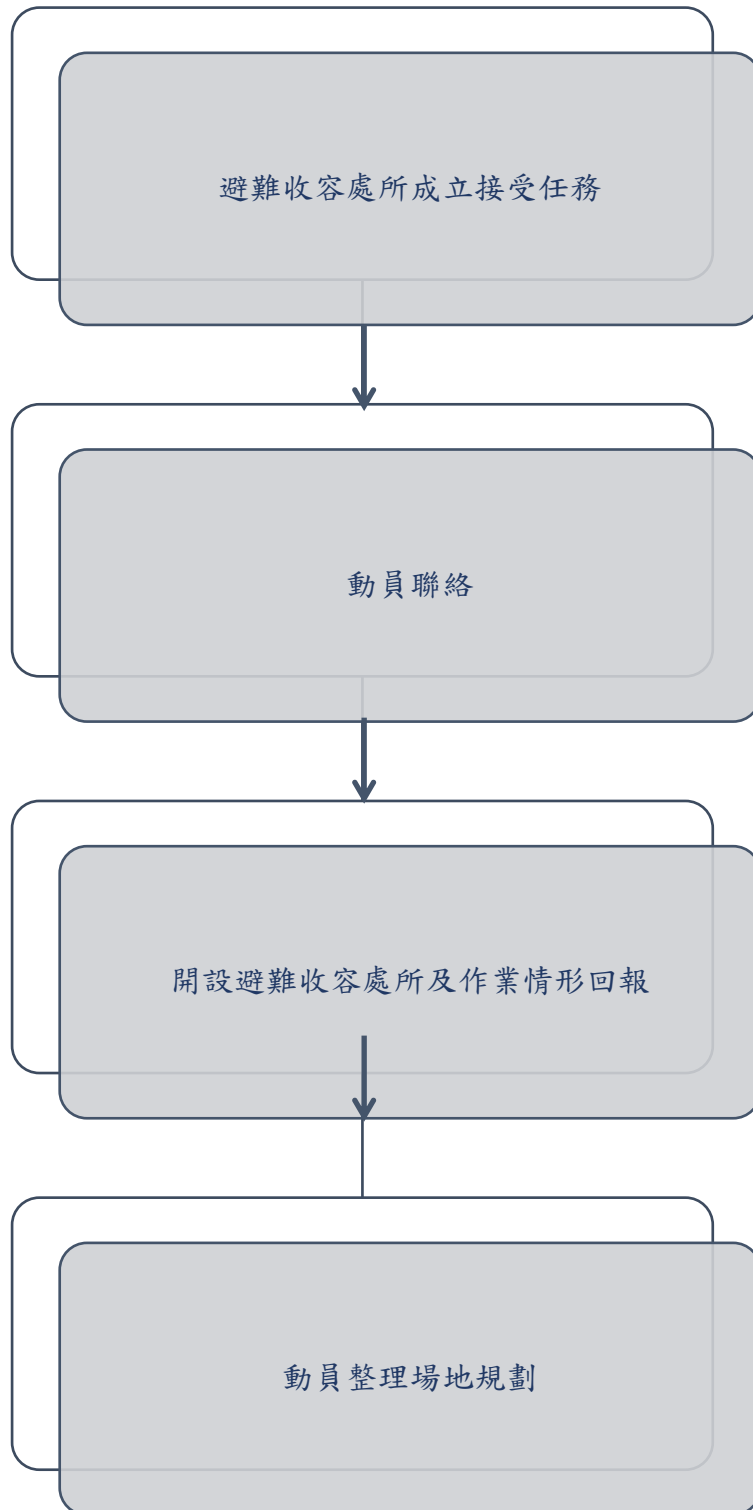 避難收容處所成立接受任務
動員聯絡
開設避難收容處所及作業情形回報
動員整理場地規劃